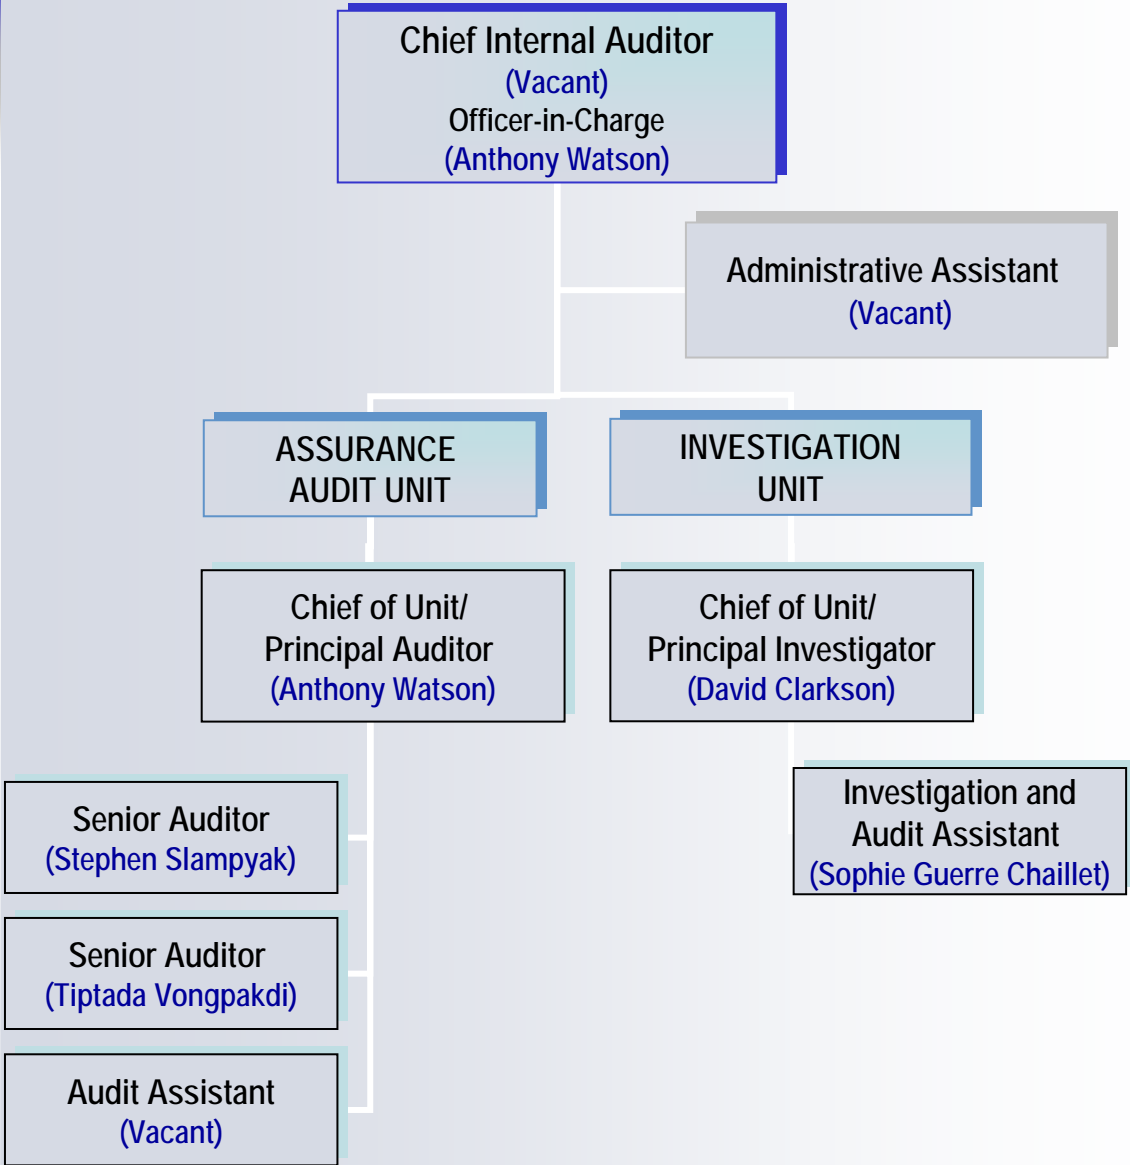 Chief Internal Auditor
(Vacant)
Officer-in-Charge
(Anthony Watson)
Administrative Assistant
(Vacant)
ASSURANCE
AUDIT UNIT
INVESTIGATION
UNIT
Chief of Unit/
Principal Auditor
(Anthony Watson)
Chief of Unit/
Principal Investigator
(David Clarkson)
Senior Auditor
(Stephen Slampyak)
Investigation and
Audit Assistant
(Sophie Guerre Chaillet)
Senior Auditor
(Tiptada Vongpakdi)
Audit Assistant
(Vacant)